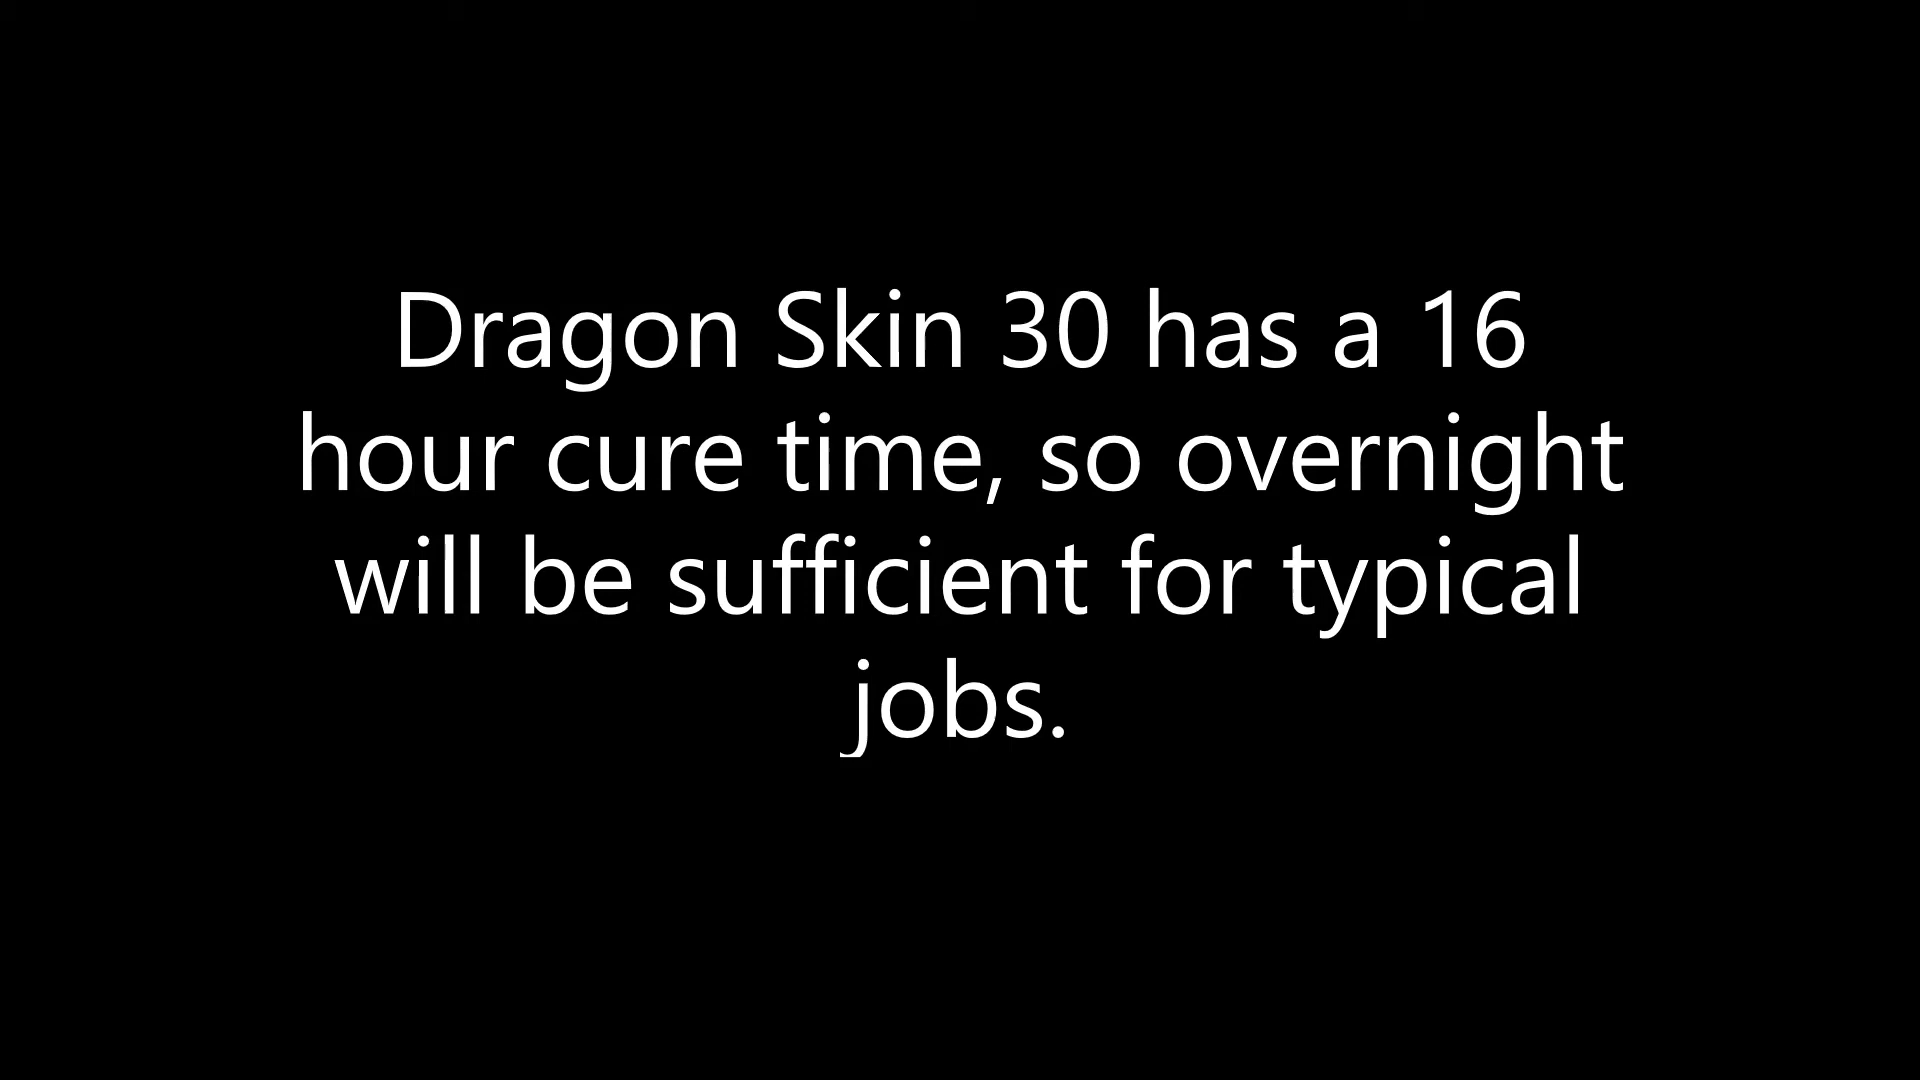 Dragon Skin 30 has a 16
hour cure time, so overnight
will be sufficient for typical
jobs.